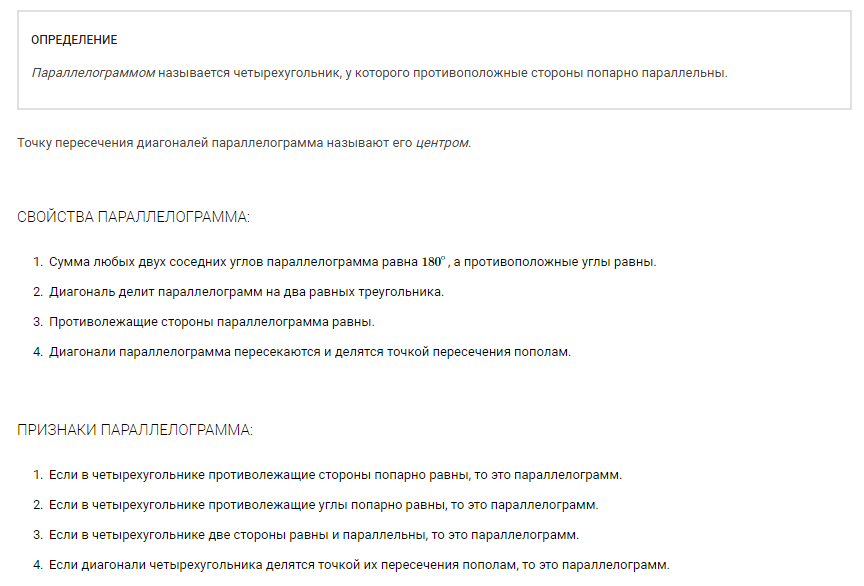 ОПРЕДЕЛЕНИЕ
Параллелограммом называется четырехугольник, у которого противоположные стороны попарно параллельны.
Точку пересечения диагоналей параллелограмма называют его центром.
СВОЙСТВА ПАРАЛЛЕЛОГРАММА:
1. Сумма любых двух соседних углов параллелограмма равна 180°, а противоположные углы равны.
2. Диагональ делит параллелограмм на два равных треугольника.
3. Противолежащие стороны параллелограмма равны.
4. Диагонали параллелограмма пересекаются и делятся точкой пересечения пополам.
ПРИЗНАКИ ПАРАЛЛЕЛОГРАММА:
1. Если в четырехугольнике противолежащие стороны попарно равны, то это параллелограмм.
2. Если в четырехугольнике противолежащие углы попарно равны, то это параллелограмм.
3. Если в четырехугольнике две стороны равны и параллельны, то это параллелограмм.
4. Если диагонали четырехугольника делятся точкой их пересечения пополам, то это параллелограмм.